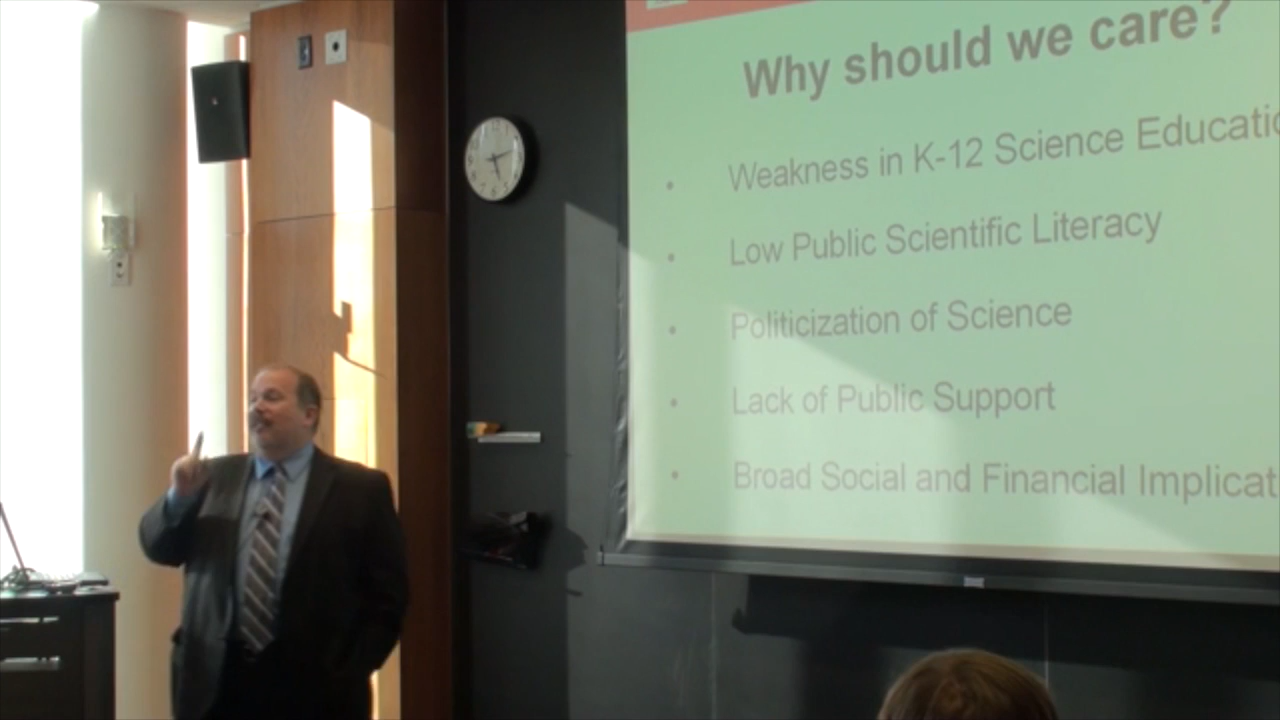 Why should we care?
• Weakness in K-12 Science Educatio
• Low Public Scientific Literacy
• Politicization of Science
• Lack of Public Support
• Broad Social and Financial Implicat